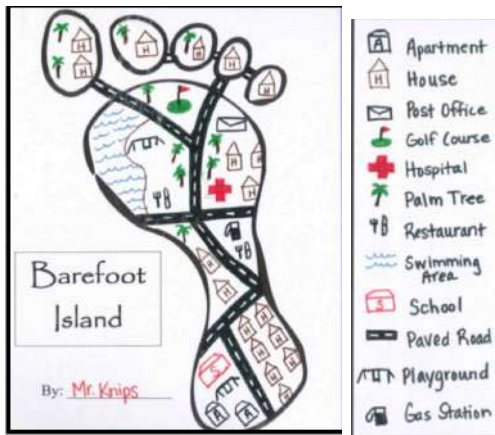 Barefoot
Island
By: Mr. Knips
A Apartment
H House
Post Office
Golf Course
Hospital
Palm Tree
Restaurant
Swimming
Area
S School
Paved Road
Playground
Gas Station